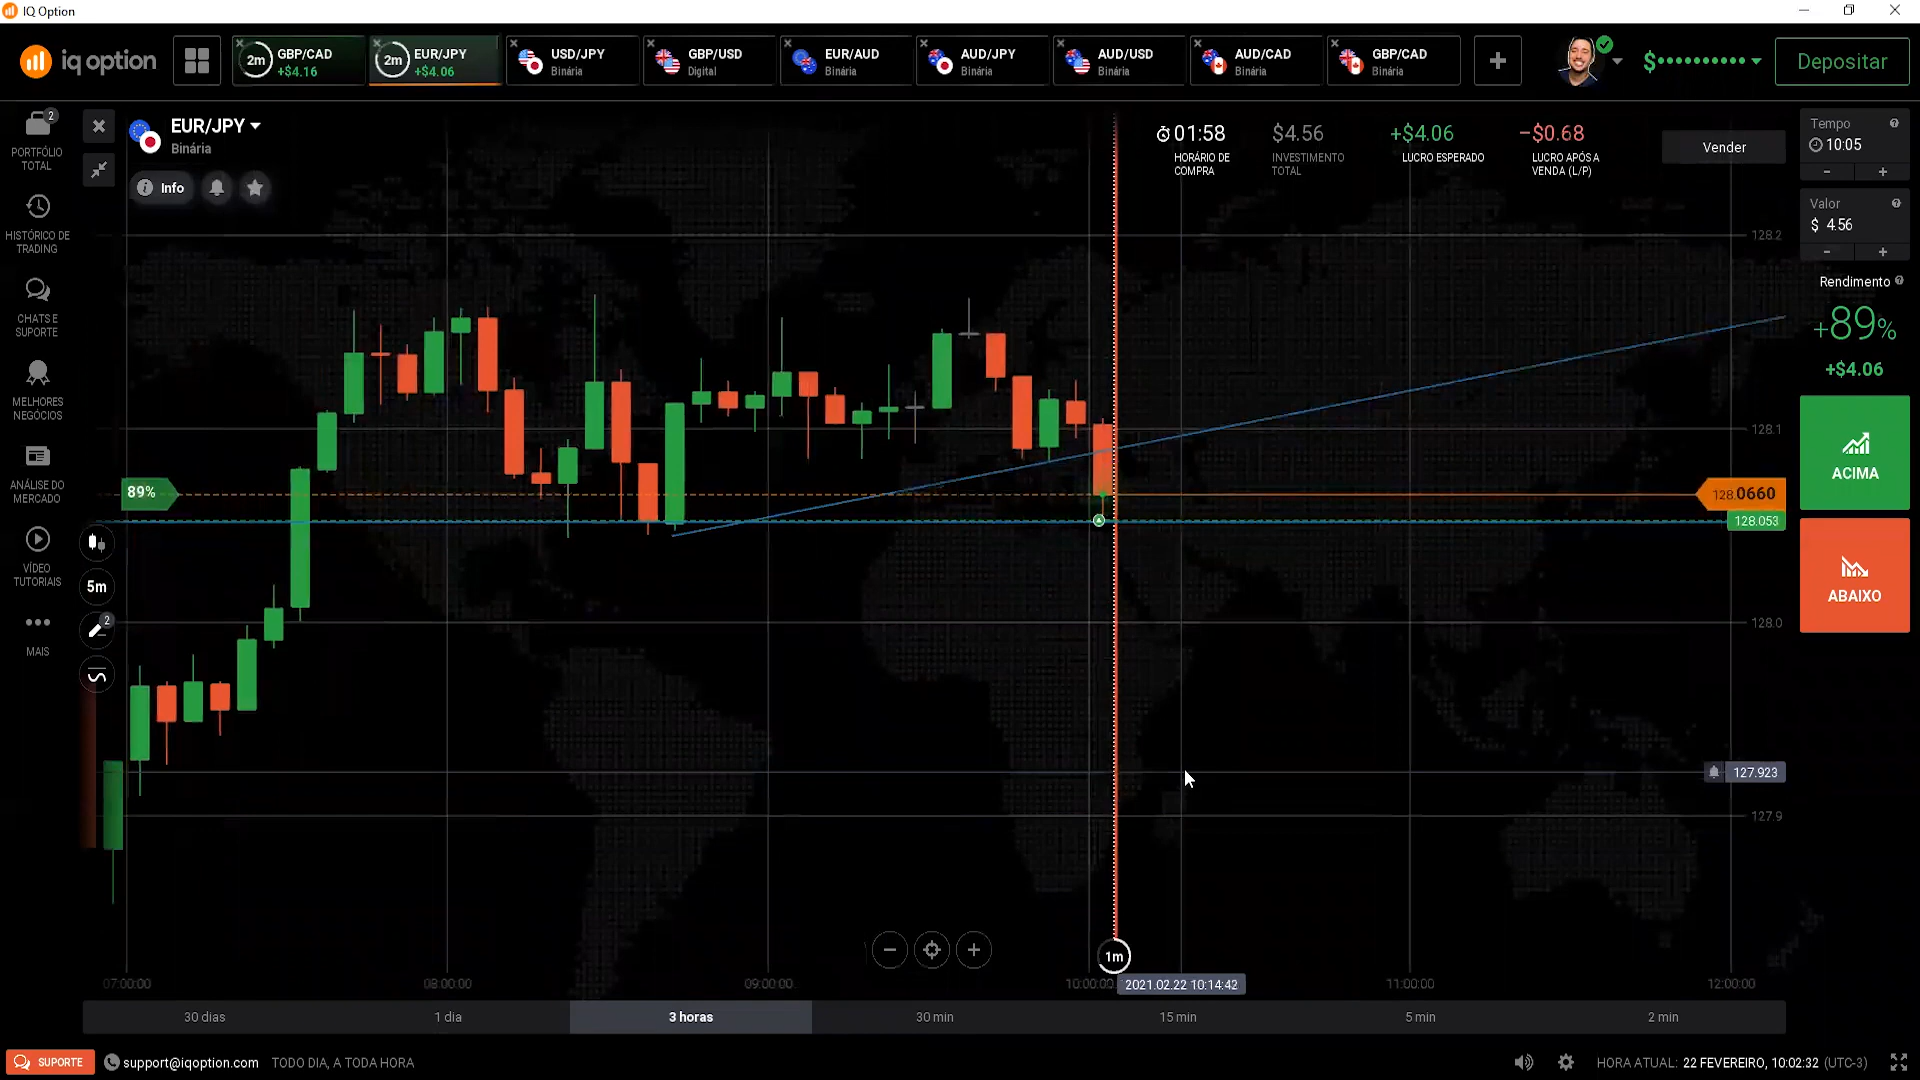 IQ Option
iq option
2m GBP/CAD +$4.16
2m EUR/JPY +$4.06
USD/JPY Binária
GBP/USD Digital
EUR/AUD Binária
AUD/JPY Binária
AUD/USD Binária
AUD/CAD Binária
GBP/CAD Binária
$
Depositar
2
PORTFÓLIO
TOTAL
HISTÓRICO DE
TRADING
CHATS E
SUPORTE
MELHORES
NEGÓCIOS
ANÁLISE DO
MERCADO
VÍDEO
TUTORIAIS
MAIS
EUR/JPY
Binária
Info
01:58
HORÁRIO DE
COMPRA
$4.56
INVESTIMENTO
TOTAL
+$4.06
LUCRO ESPERADO
−$0.68
LUCRO APÓS A
VENDA (L/P)
Vender
Tempo
10:05
- +
Valor
$ 4.56
- +
Rendimento
+89%
+$4.06
ACIMA
ABAIXO
89%
5m
2
128.2
128.1
128.0660
128.053
128.0
127.923
127.9
1m
07:00:00
08:00:00
09:00:00
10:00:00
2021.02.22 10:14:42
11:00:00
12:00:00
30 dias
1 dia
3 horas
30 min
15 min
5 min
2 min
SUPORTE
support@iqoption.com TODO DIA, A TODA HORA
HORA ATUAL: 22 FEVEREIRO, 10:02:32 (UTC-3)